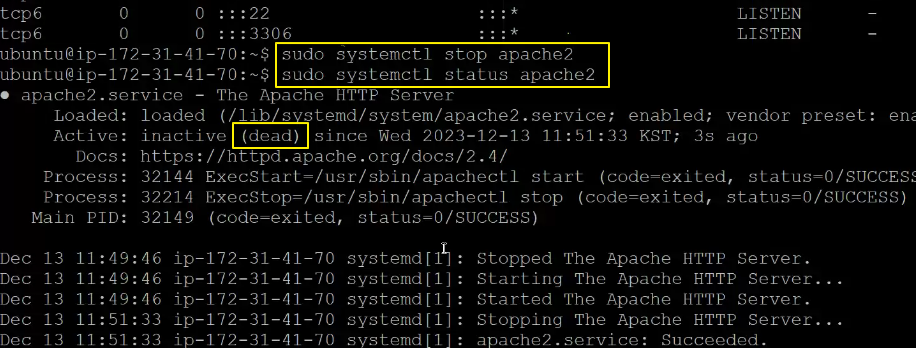 tcp6 0 0 :::22 :::* LISTEN -
tcp6 0 0 :::3306 :::* LISTEN -
ubuntu@ip-172-31-41-70:~$ sudo systemctl stop apache2
ubuntu@ip-172-31-41-70:~$ sudo systemctl status apache2
● apache2.service - The Apache HTTP Server
Loaded: loaded (/lib/systemd/system/apache2.service; enabled; vendor preset: ena
Active: inactive (dead) since Wed 2023-12-13 11:51:33 KST; 3s ago
Docs: https://httpd.apache.org/docs/2.4/
Process: 32144 ExecStart=/usr/sbin/apachectl start (code=exited, status=0/SUCCES
Process: 32214 ExecStop=/usr/sbin/apachectl stop (code=exited, status=0/SUCCESS)
Main PID: 32149 (code=exited, status=0/SUCCESS)
Dec 13 11:49:46 ip-172-31-41-70 systemd[1]: Stopped The Apache HTTP Server.
Dec 13 11:49:46 ip-172-31-41-70 systemd[1]: Starting The Apache HTTP Server...
Dec 13 11:49:46 ip-172-31-41-70 systemd[1]: Started The Apache HTTP Server.
Dec 13 11:51:33 ip-172-31-41-70 systemd[1]: Stopping The Apache HTTP Server...
Dec 13 11:51:33 ip-172-31-41-70 systemd[1]: apache2.service: Succeeded.